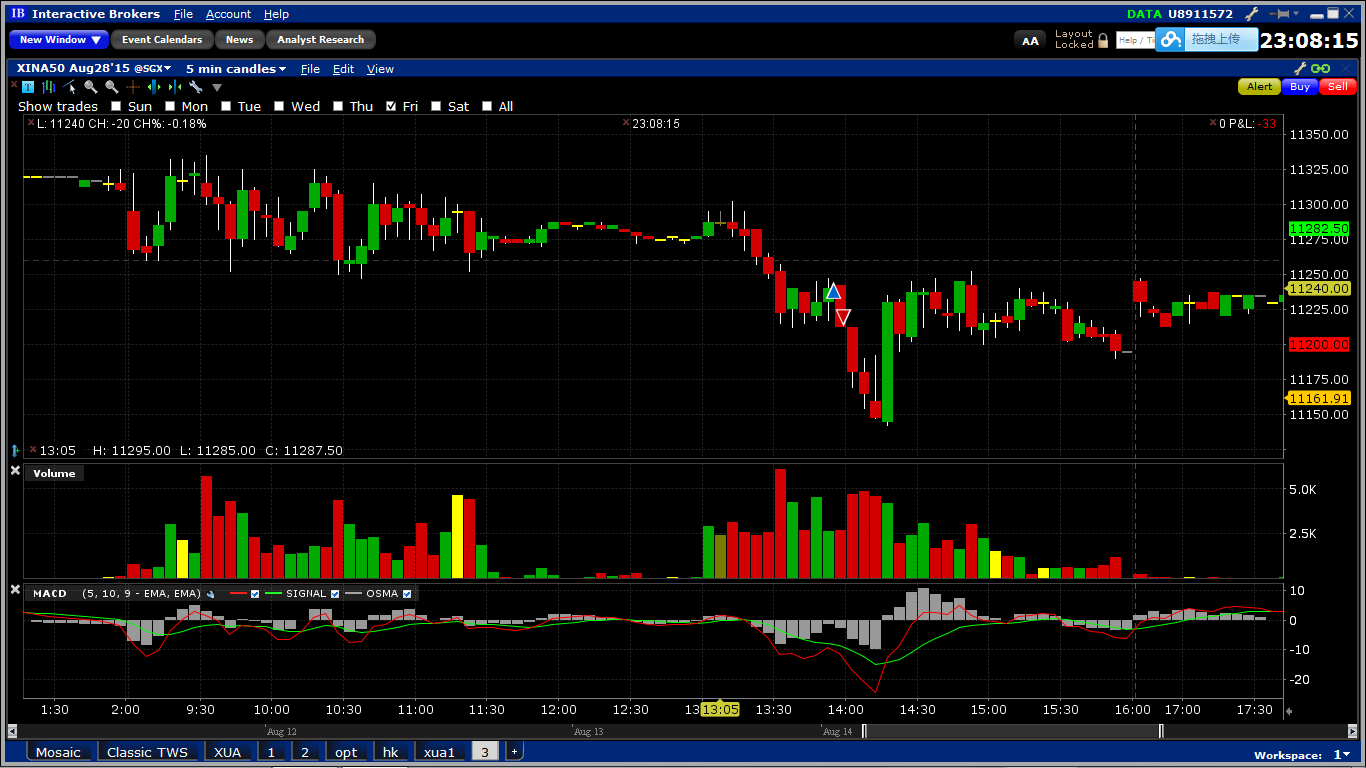 IB Interactive Brokers File Account Help DATA U8911572
New Window ▼ Event Calendars News Analyst Research AA Layout Locked Help / 拖拽上传 23:08:15
XINA50 Aug28'15 @SGX 5 min candles File Edit View
T Alert Buy Sell
Show trades Sun Mon Tue Wed Thu Fri Sat All
L: 11240 CH: -20 CH%: -0.18% 23:08:15 0 P&L: -33
11350.00
11325.00
11300.00
11282.50
11275.00
11250.00
11240.00
11225.00
11200.00
11175.00
11161.91
11150.00
13:05 H: 11295.00 L: 11285.00 C: 11287.50
Volume
5.0K
2.5K
MACD (5, 10, 9 - EMA, EMA) SIGNAL OSMA
10
0
-10
-20
1:30 2:00 9:30 10:00 10:30 11:00 11:30 12:00 12:30 13:05 13:30 14:00 14:30 15:00 15:30 16:00 17:00 17:30
Aug 12 Aug 13 Aug 14
Mosaic Classic TWS XUA 1 2 opt hk xua1 3 +
Workspace: 1